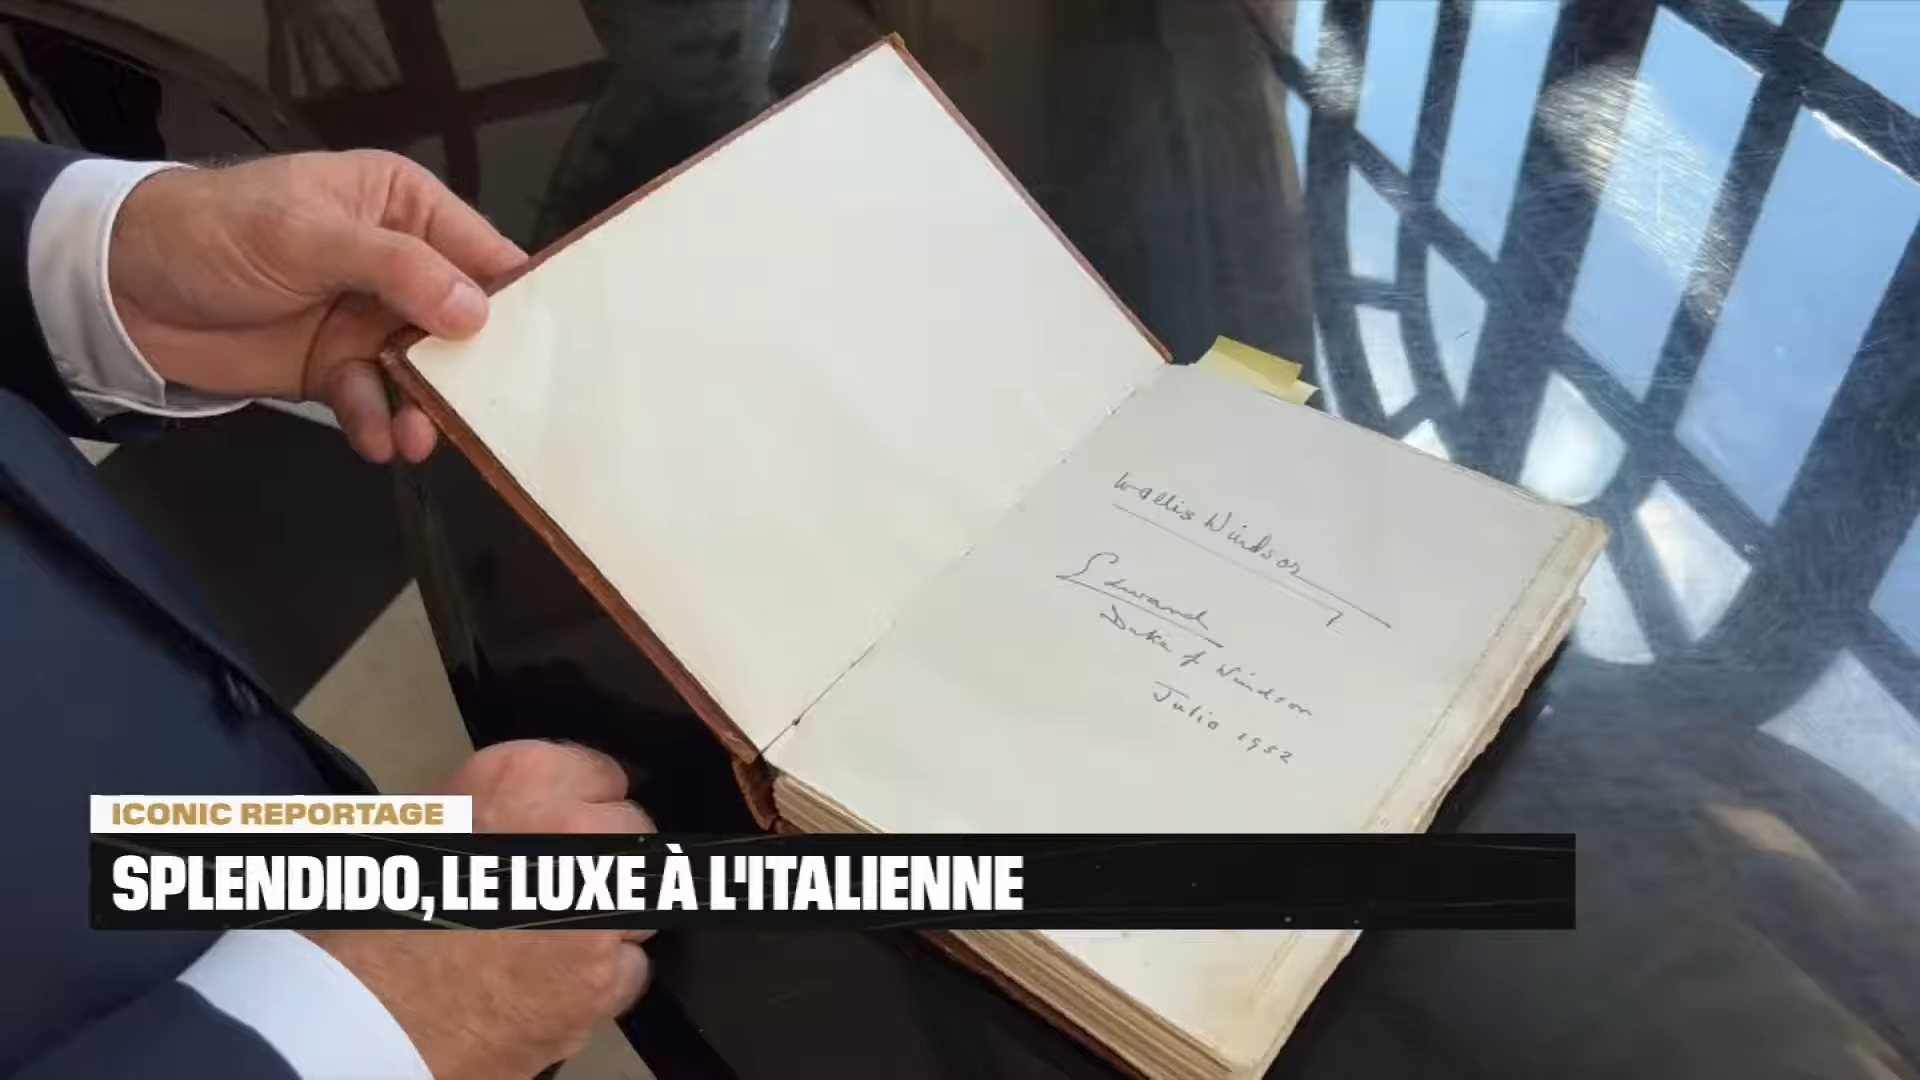 Wallis Windsor
Edward
Duke of Windsor
Julio 1952
ICONIC REPORTAGE
SPLENDIDO, LE LUXE À L'ITALIENNE